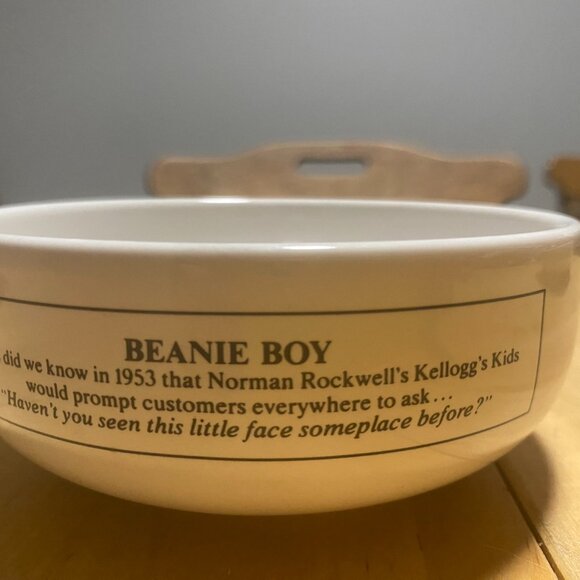 BEANIE BOY
did we know in 1953 that Norman Rockwell's Kellogg's Kids
would prompt customers everywhere to ask...
"Haven't you seen this little face someplace before?"